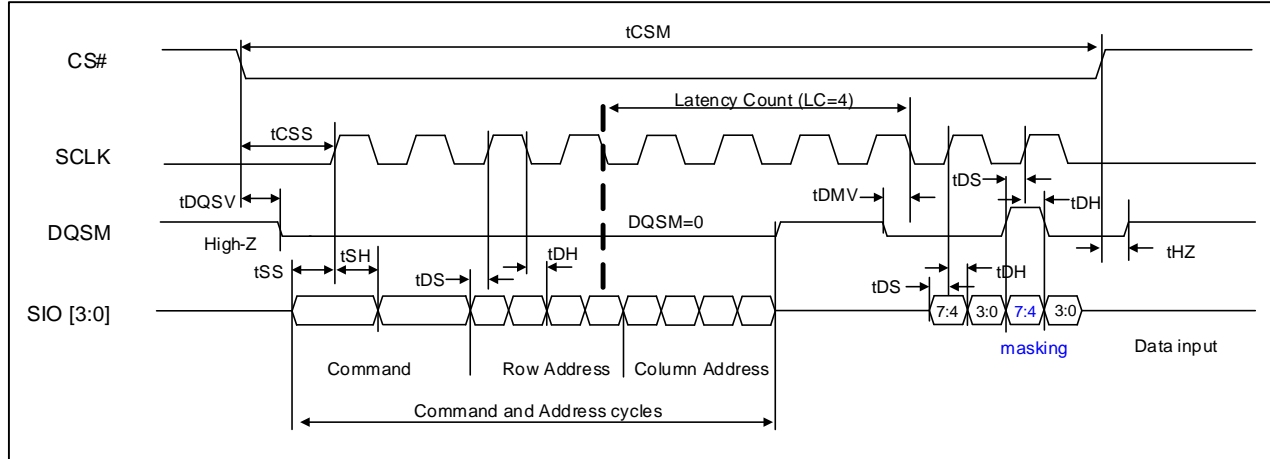 tCSM
CS#
Latency Count (LC=4)
tCSS
SCLK
tDS
tDQSV
tDMV
tDH
DQSM
DQSM=0
High-Z
tHZ
tSS
tSH
tDH
tDS
tDH
tDS
SIO [3:0]
7:4
3:0
7:4
3:0
masking
Data input
Command
Row Address
Column Address
Command and Address cycles